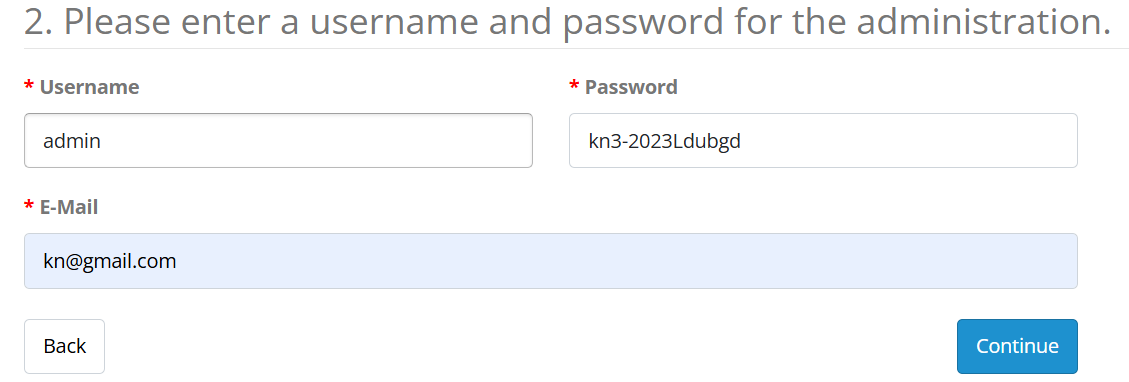 2. Please enter a username and password for the administration.
* Username
* Password
admin
kn3-2023Ldubgd
* E-Mail
kn@gmail.com
Back
Continue